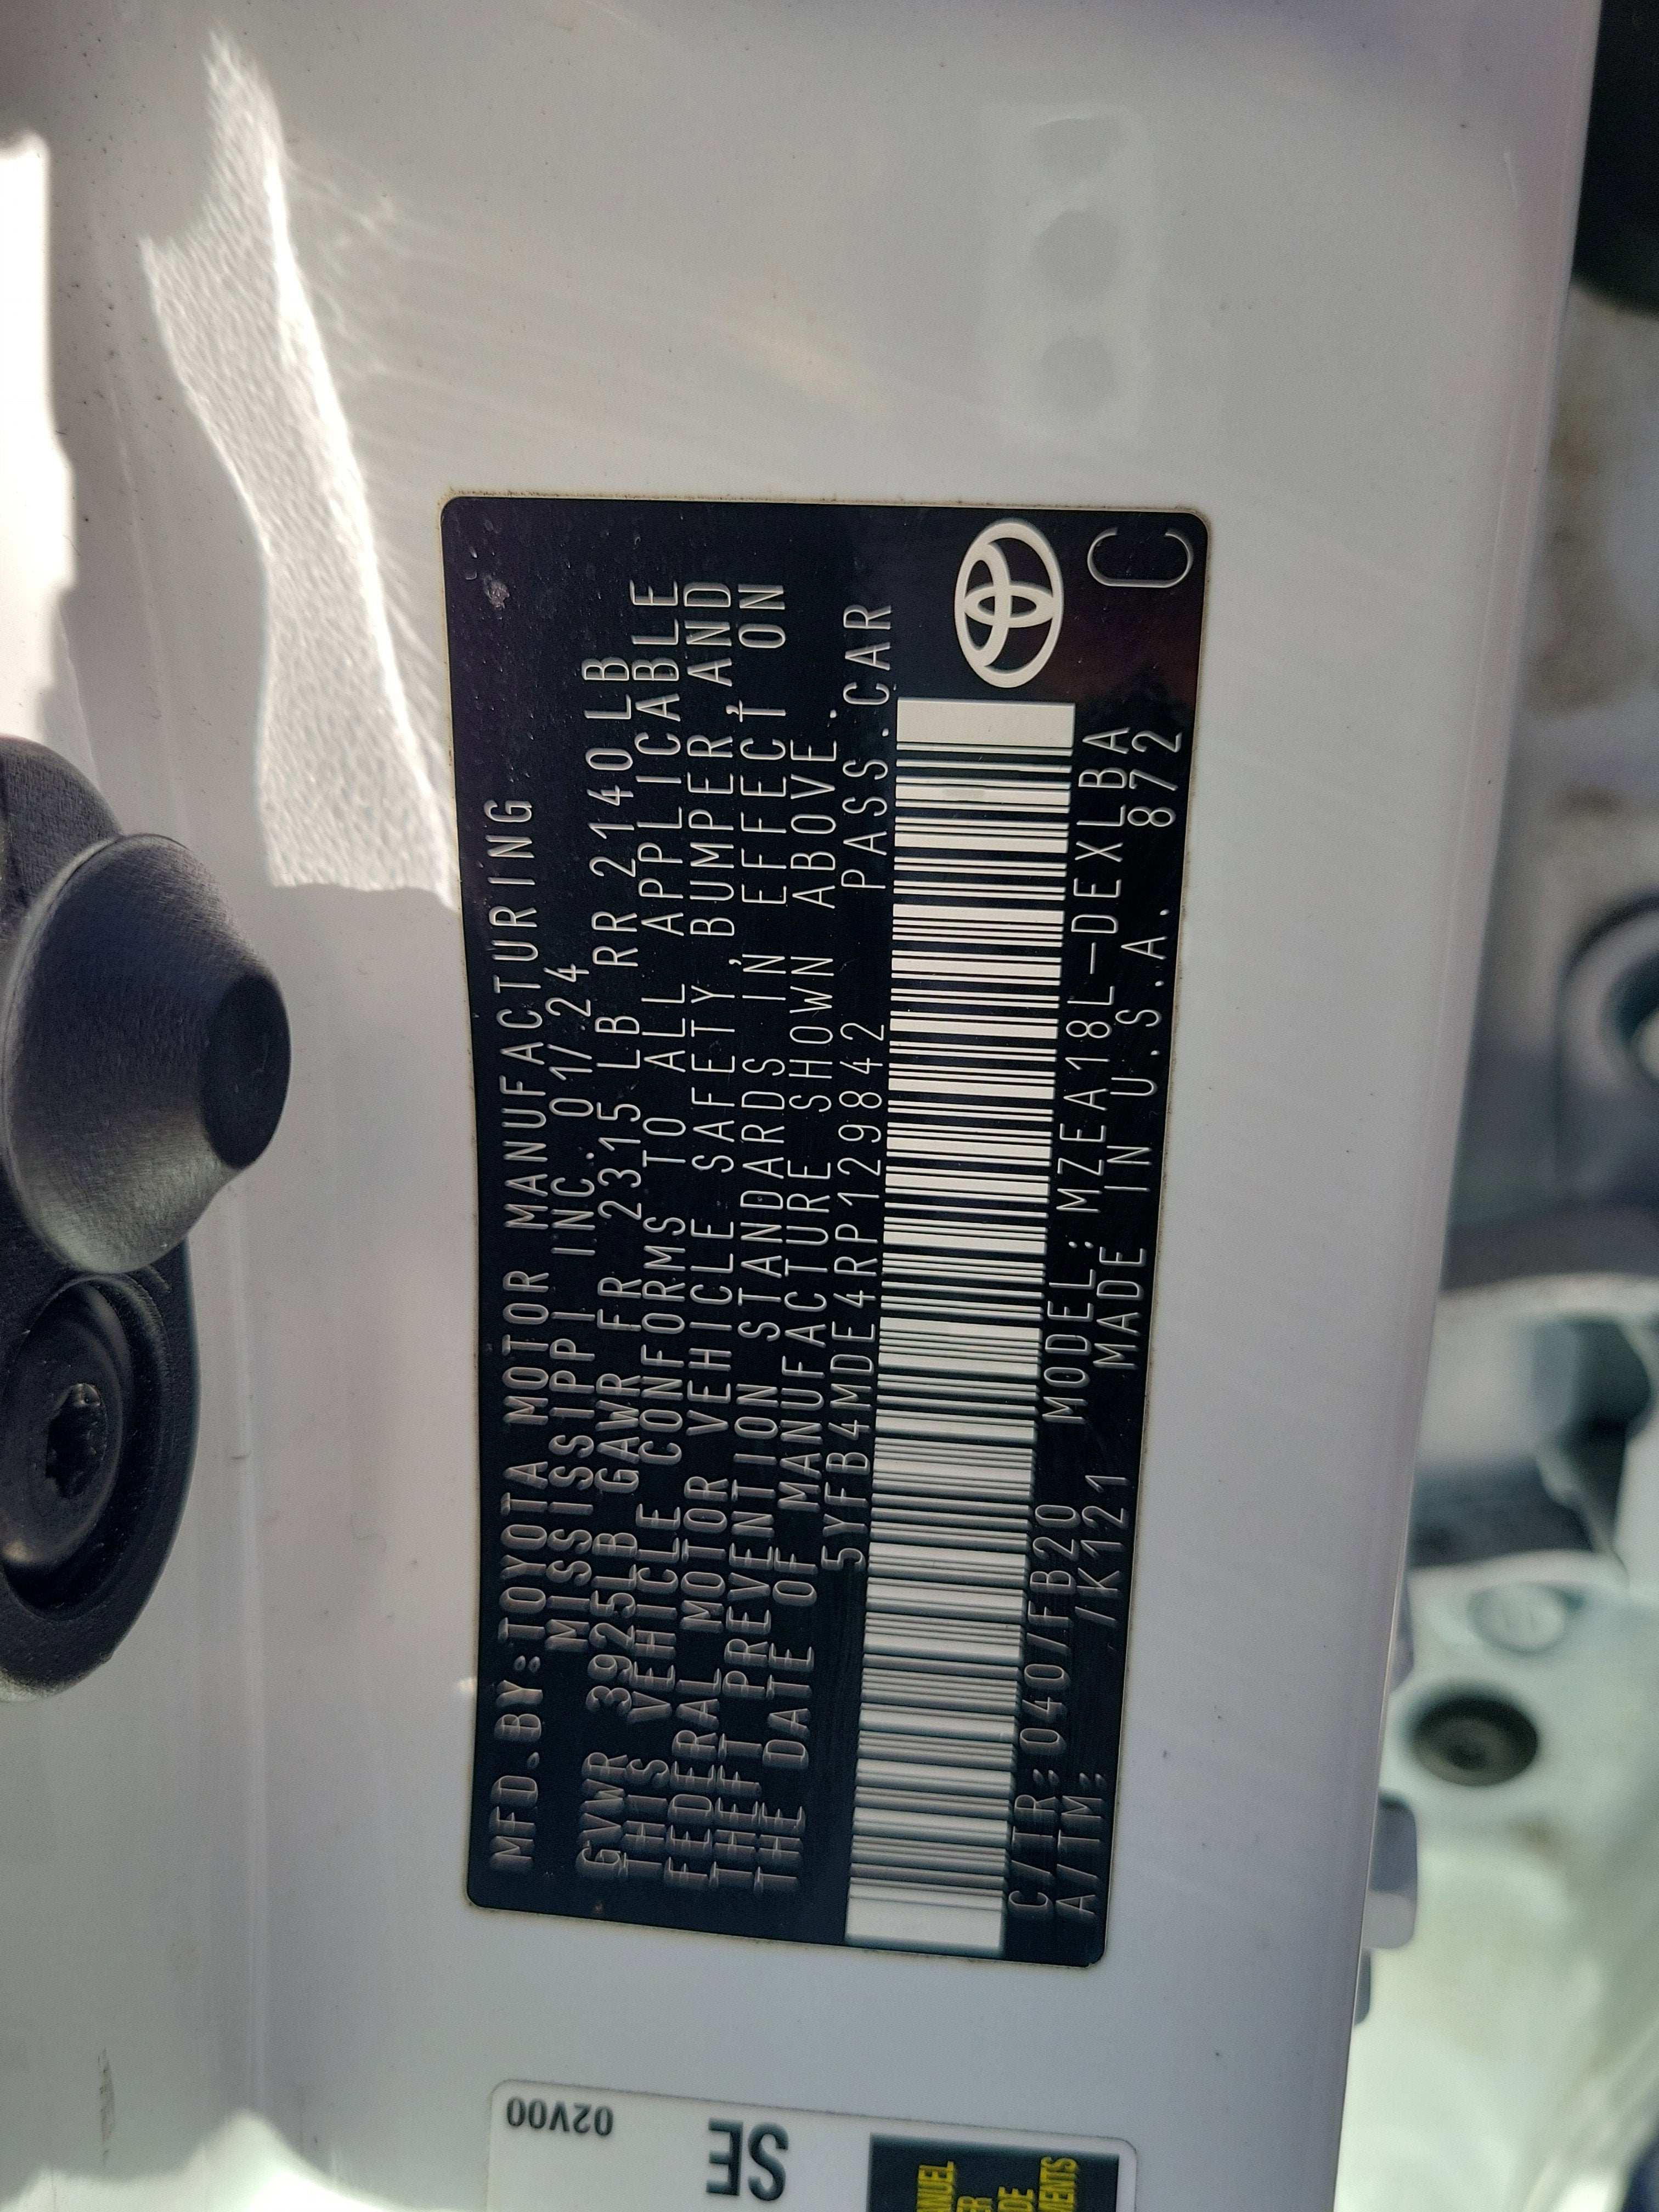 MFD.BY: TOYOTA MOTOR MANUFACTURING
MISSISSIPPI INC. 01/24
GVWR 3925LB GAWR FR 2315 LB RR 2140LB
THIS VEHICLE CONFORMS TO ALL APPLICABLE
FEDERAL MOTOR VEHICLE SAFETY, BUMPER, AND
THEFT PREVENTION STANDARDS IN EFFECT ON
THE DATE OF MANUFACTURE SHOWN ABOVE.
5YFB4MDE4RP129842 PASS.CAR
C/TR: 040/FB20 MODEL: MZEA18L-DEXLBA
A/TM: /K121 MADE IN U.S.A. 872
C
02V00
SE